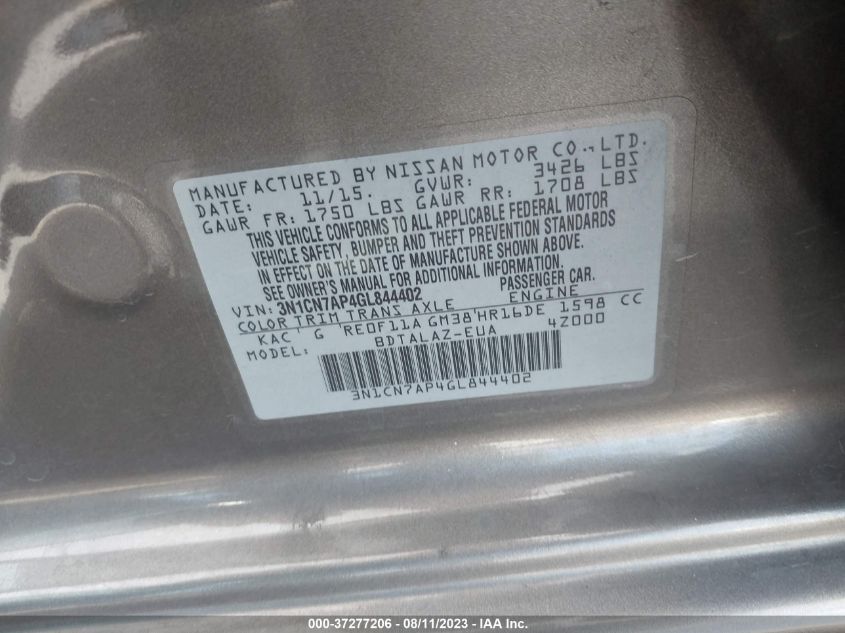 MANUFACTURED BY NISSAN MOTOR CO.,LTD.
DATE: 11/15. GVWR: 3426 LBS
GAWR FR: 1750 LBS GAWR RR: 1708 LBS
THIS VEHICLE CONFORMS TO ALL APPLICABLE FEDERAL MOTOR
VEHICLE SAFETY, BUMPER AND THEFT PREVENTION STANDARDS
IN EFFECT ON THE DATE OF MANUFACTURE SHOWN ABOVE.
SEE OWNER'S MANUAL FOR ADDITIONAL INFORMATION.
VIN: 3N1CN7AP4GL844402 PASSENGER CAR.
COLOR TRIM TRANS AXLE ENGINE
KAC G RE0F11A GM38 HR16DE 1598 CC
MODEL: BDTALAZ-EUA 4Z000
3N1CN7AP4GL844402
000-37277206 - 08/11/2023 - IAA Inc.